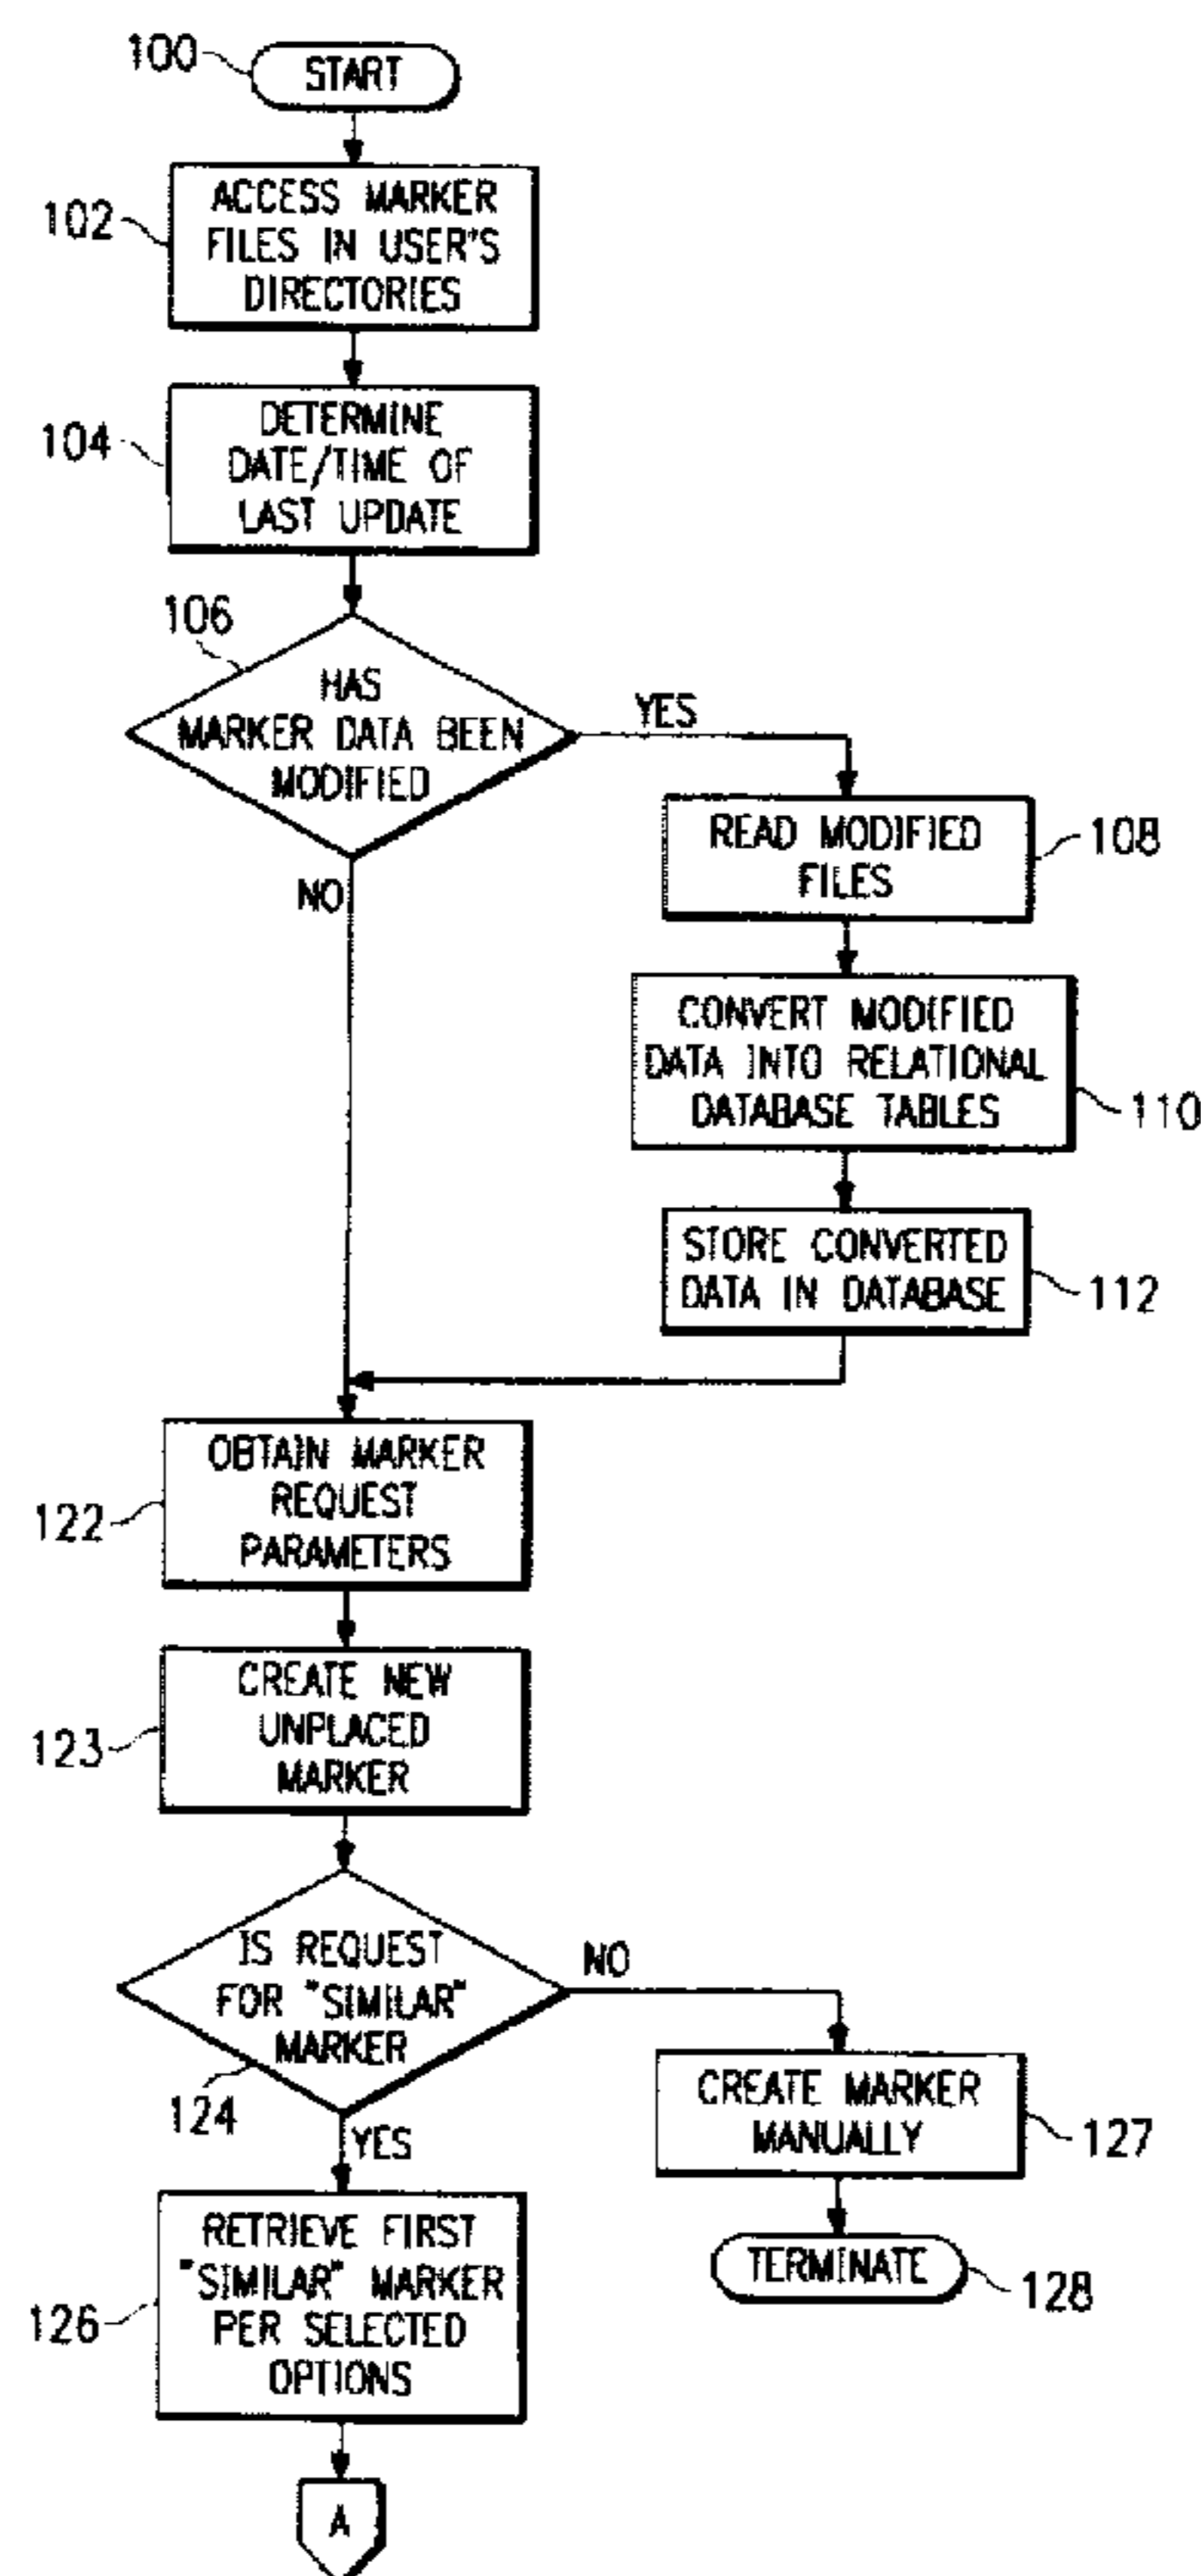 100
START
102
ACCESS MARKER
FILES IN USER'S
DIRECTORIES
104
DETERMINE
DATE/TIME OF
LAST UPDATE
106
HAS
MARKER DATA BEEN
MODIFIED
YES
NO
READ MODIFIED
FILES
108
CONVERT MODIFIED
DATA INTO RELATIONAL
DATABASE TABLES
110
STORE CONVERTED
DATA IN DATABASE
112
OBTAIN MARKER
REQUEST
PARAMETERS
122
CREATE NEW
UNPLACED
MARKER
123
IS REQUEST
FOR "SIMILAR"
MARKER
124
NO
YES
CREATE MARKER
MANUALLY
127
TERMINATE
128
RETRIEVE FIRST
"SIMILAR" MARKER
PER SELECTED
OPTIONS
126
A